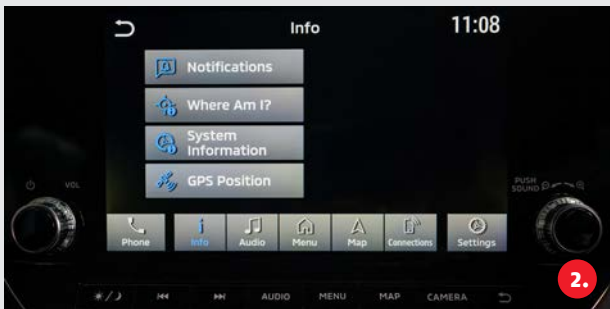 Info
11:08
Notifications
Where Am I?
System
Information
GPS Position
VOL
PUSH
SOUND
Phone
Info
Audio
Menu
Map
Connections
Settings
AUDIO
MENU
MAP
CAMERA
2.